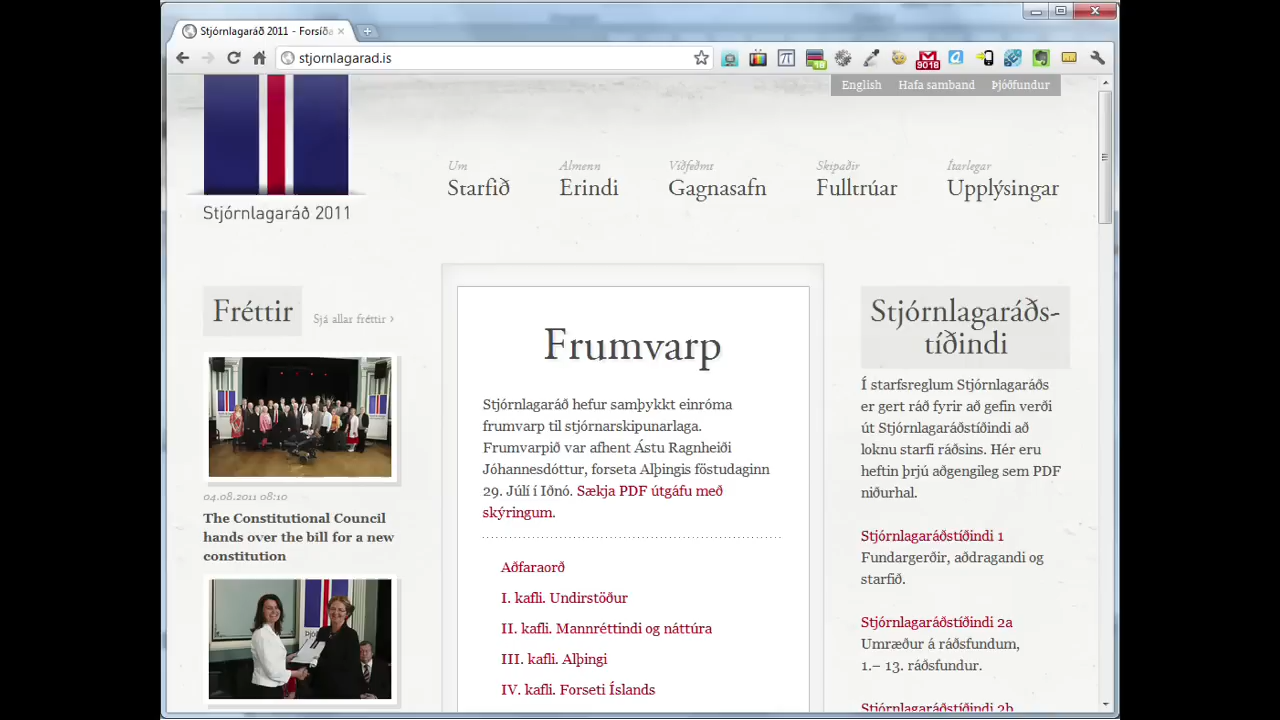 Stjórnlagaráð 2011 - Forsíða
stjornlagarad.is
9018
English Hafa samband Þjóðfundur
Um Almenn Víðfeðmt Skipaðir Ítarlegar
Starfið Erindi Gagnasafn Fulltrúar Upplýsingar
Stjórnlagaráð 2011
Fréttir
Sjá allar fréttir ›
04.08.2011 08:10
The Constitutional Council
hands over the bill for a new
constitution
Frumvarp
Stjórnlagaráð hefur samþykkt einróma
frumvarp til stjórnarskipunarlaga.
Frumvarpið var afhent Ástu Ragnheiði
Jóhannesdóttur, forseta Alþingis föstudaginn
29. Júlí í Iðnó. Sækja PDF útgáfu með
skýringum.
Aðfaraorð
I. kafli. Undirstöður
II. kafli. Mannréttindi og náttúra
III. kafli. Alþingi
IV. kafli. Forseti Íslands
Stjórnlagaráðs-
tíðindi
Í starfsreglum Stjórnlagaráðs
er gert ráð fyrir að gefin verði
út Stjórnlagaráðstíðindi að
loknu starfi ráðsins. Hér eru
heftin þrjú aðgengileg sem PDF
niðurhal.
Stjórnlagaráðstíðindi 1
Fundargerðir, aðdragandi og
starfið.
Stjórnlagaráðstíðindi 2a
Umræður á ráðsfundum,
1.– 13. ráðsfundur.
Stjórnlagaráðstíðindi 2b